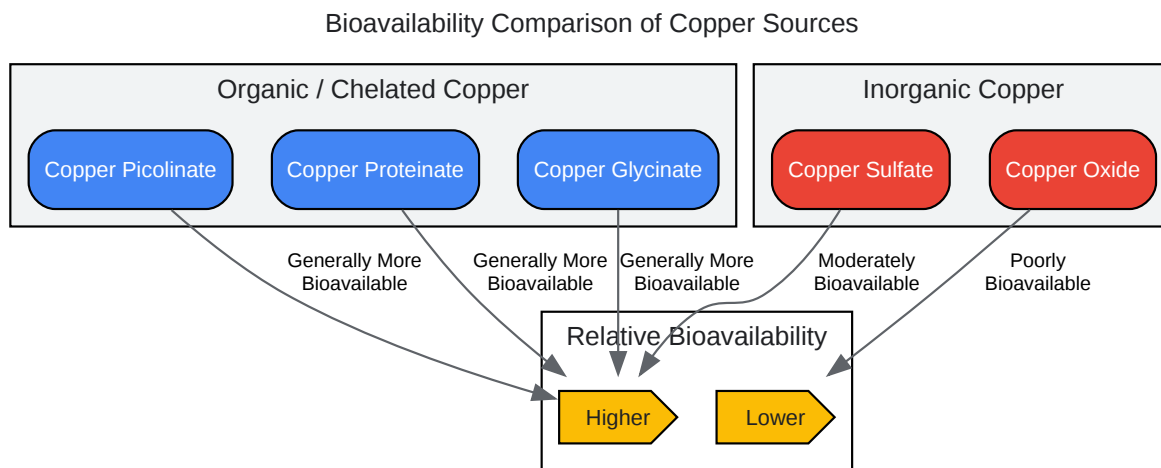 Bioavailability Comparison of Copper Sources
Organic / Chelated Copper
Inorganic Copper
Copper Picolinate
Copper Proteinate
Copper Glycinate
Copper Sulfate
Copper Oxide
Generally More
Bioavailable
Generally More
Bioavailable
Generally More
Bioavailable
Moderately
Bioavailable
Poorly
Bioavailable
Relative Bioavailability
Higher
Lower